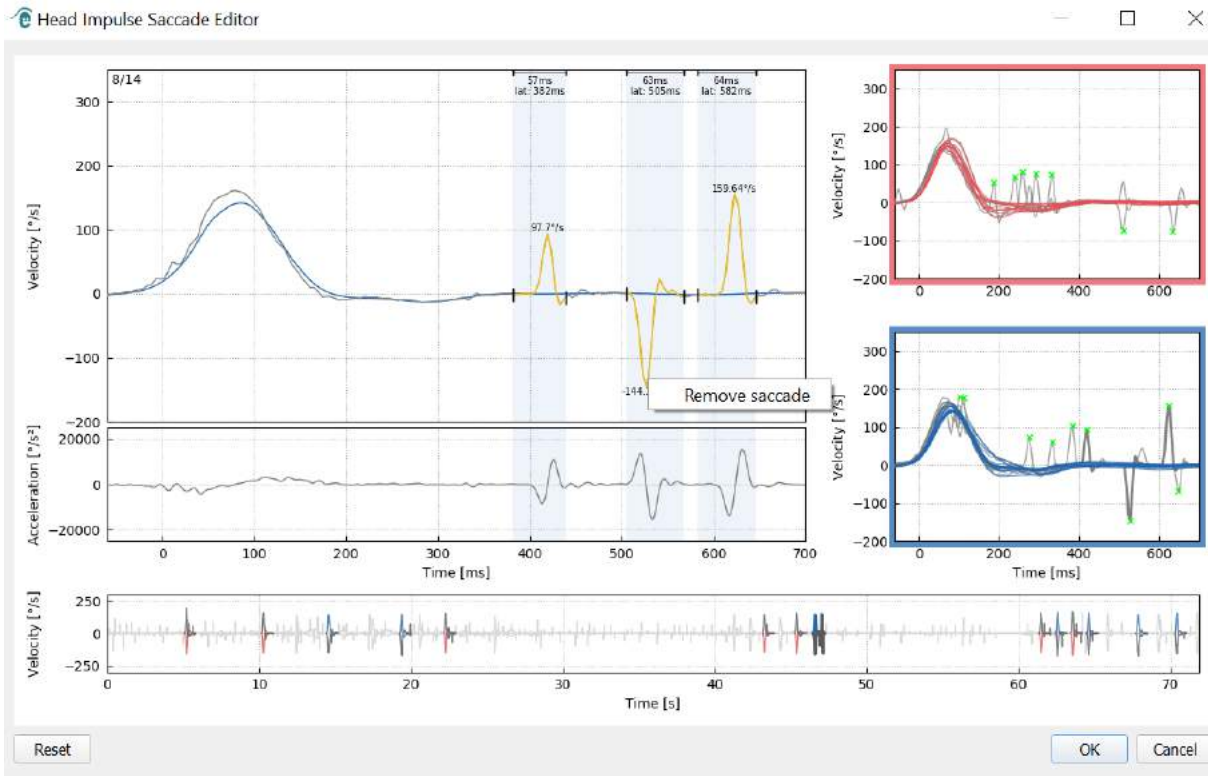 Head Impulse Saccade Editor
8/14
57ms
lat: 382ms
63ms
lat: 505ms
64ms
lat: 582ms
300
200
100
0
−100
−200
Velocity [°/s]
97.7°/s
159.64°/s
-144.
Remove saccade
20000
0
−20000
Acceleration [°/s²]
0 100 200 300 400 500 600 700
Time [ms]
300
200
100
0
−100
−200
Velocity [°/s]
0 200 400 600
300
200
100
0
−100
−200
Velocity [°/s]
0 200 400 600
Time [ms]
250
0
−250
Velocity [°/s]
0 10 20 30 40 50 60 70
Time [s]
Reset
OK
Cancel